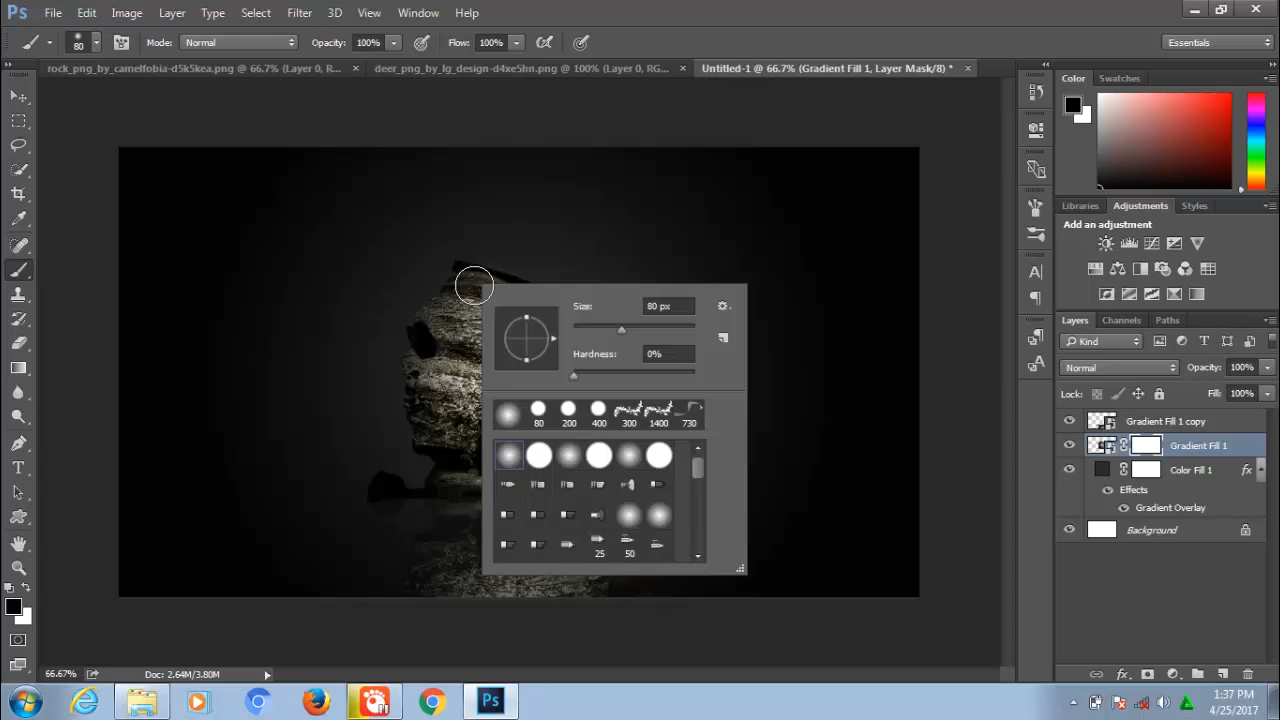 Ps File Edit Image Layer Type Select Filter 3D View Window Help
80 Mode: Normal Opacity: 100% Flow: 100% Essentials
rock_png_by_camelfobia-d5k5kea.png @ 66.7% (Layer 0, R... × deer_png_by_lg_design-d4xe5hn.png @ 100% (Layer 0, RG... × Untitled-1 @ 66.7% (Gradient Fill 1, Layer Mask/8) * ×
Color Swatches
Libraries Adjustments Styles
Add an adjustment
Size: 80 px
Hardness: 0%
80 200 400 300 1400 730
25 50
Layers Channels Paths
Kind
Normal Opacity: 100%
Lock: Fill: 100%
Gradient Fill 1 copy
Gradient Fill 1
Color Fill 1 fx
Effects
Gradient Overlay
Background
66.67% Doc: 2.64M/3.80M
fx
Ps
1:37 PM
4/25/2017